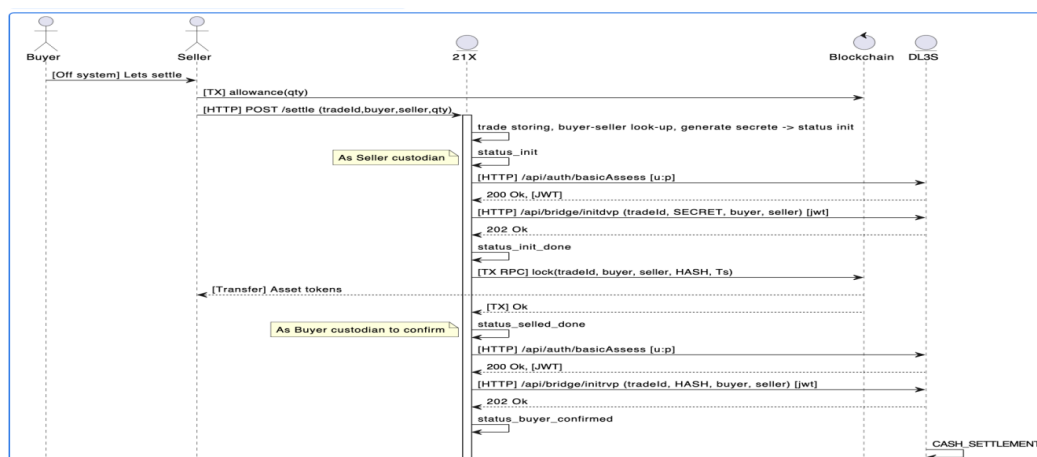 Buyer
Seller
21X
Blockchain
DL3S
[Off system] Lets settle
[TX] allowance(qty)
[HTTP] POST /settle (tradeId,buyer,seller,qty)
trade storing, buyer-seller look-up, generate secrete -> status init
As Seller custodian
status_init
[HTTP] /api/auth/basicAssess [u:p]
200 Ok, [JWT]
[HTTP] /api/bridge/initdvp (tradeId, SECRET, buyer, seller) [jwt]
202 Ok
status_init_done
[TX RPC] lock(tradeId, buyer, seller, HASH, Ts)
[Transfer] Asset tokens
[TX] Ok
As Buyer custodian to confirm
status_selled_done
[HTTP] /api/auth/basicAssess [u:p]
200 Ok, [JWT]
[HTTP] /api/bridge/initrvp (tradeId, HASH, buyer, seller) [jwt]
202 Ok
status_buyer_confirmed
CASH_SETTLEMENT